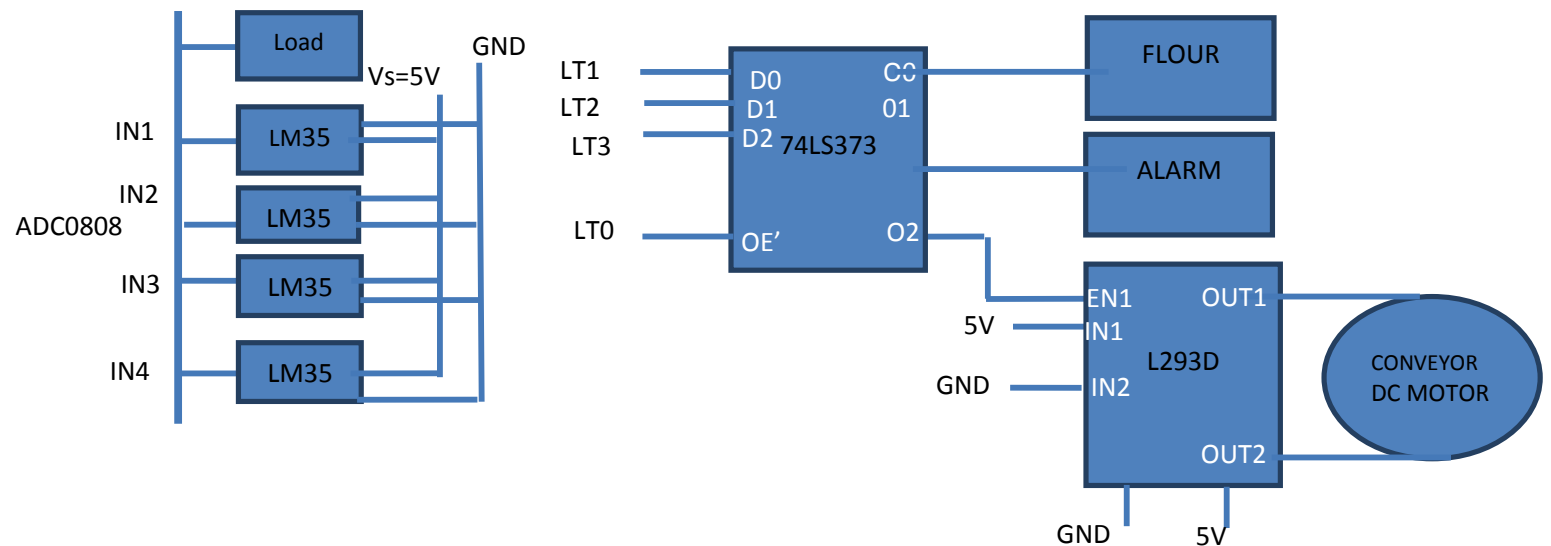 Load
GND
Vs=5V
IN1
LM35
IN2
LM35
ADC0808
IN3
LM35
IN4
LM35
LT1
LT2
LT3
LT0
D0
D1
D2
74LS373
01
OE’
O2
FLOUR
ALARM
EN1
OUT1
5V
IN1
L293D
GND
IN2
OUT2
GND
5V
CONVEYOR
DC MOTOR